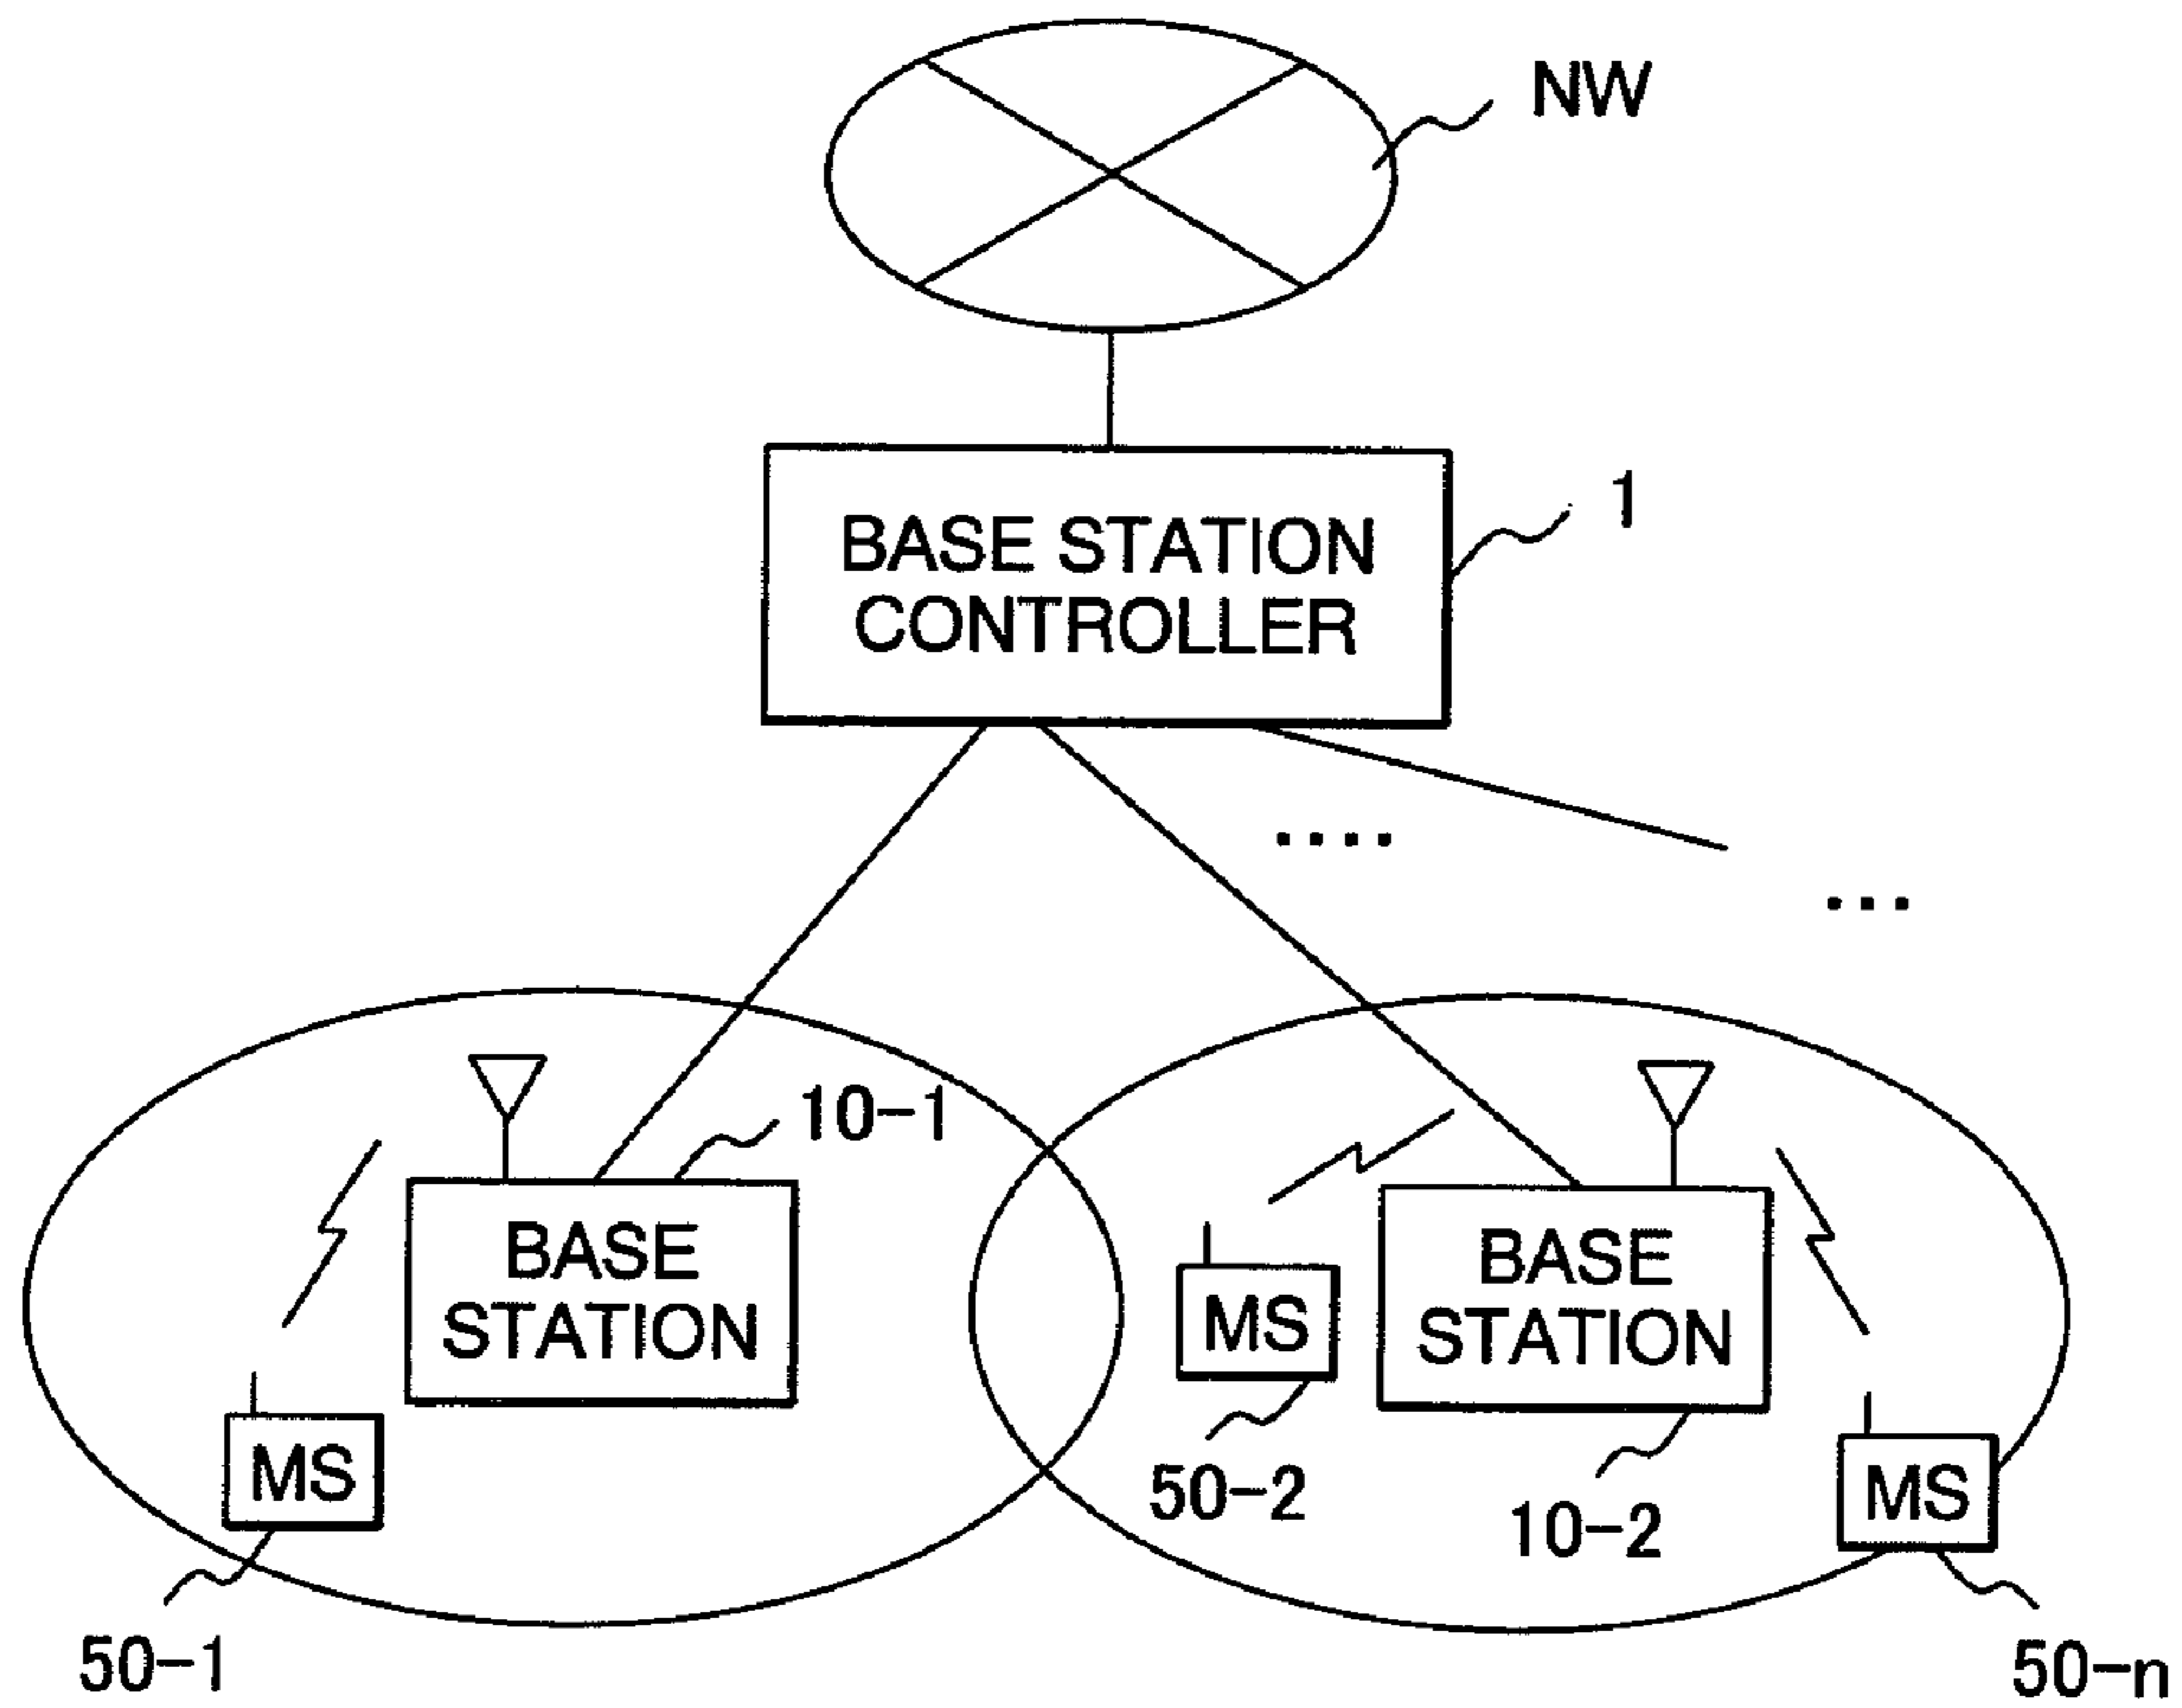 NW
1
BASE STATION
CONTROLLER
....
...
10-1
BASE
STATION
MS
50-1
MS
50-2
BASE
STATION
10-2
MS
50-n